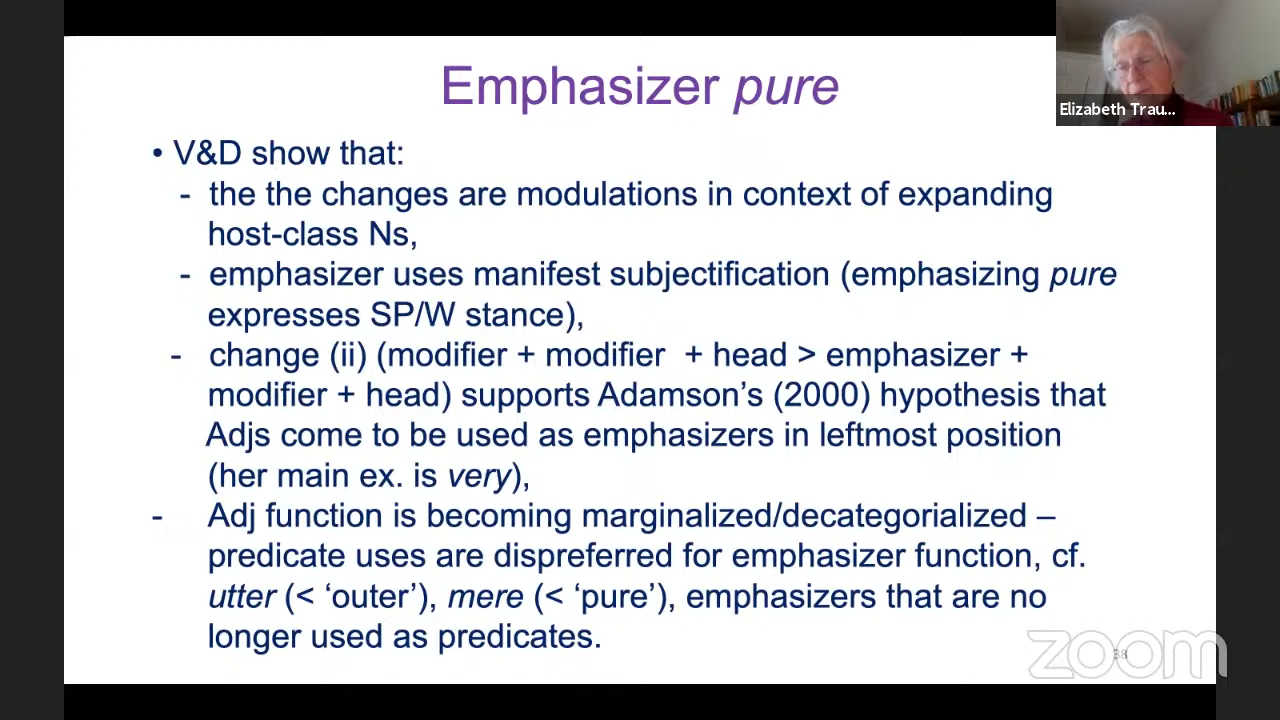 Emphasizer pure
Elizabeth Trau...
• V&D show that:
- the the changes are modulations in context of expanding
host-class Ns,
- emphasizer uses manifest subjectification (emphasizing pure
expresses SP/W stance),
- change (ii) (modifier + modifier + head > emphasizer +
modifier + head) supports Adamson’s (2000) hypothesis that
Adjs come to be used as emphasizers in leftmost position
(her main ex. is very),
- Adj function is becoming marginalized/decategorialized –
predicate uses are dispreferred for emphasizer function, cf.
utter (< ‘outer’), mere (< ‘pure’), emphasizers that are no
longer used as predicates.
zoom
38